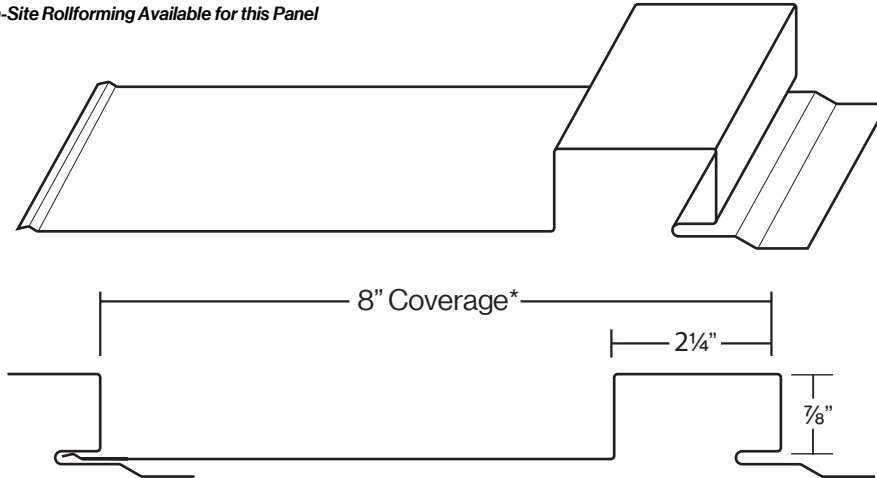 -Site Rollforming Available for this Panel
8” Coverage*
2¼”
⅞”